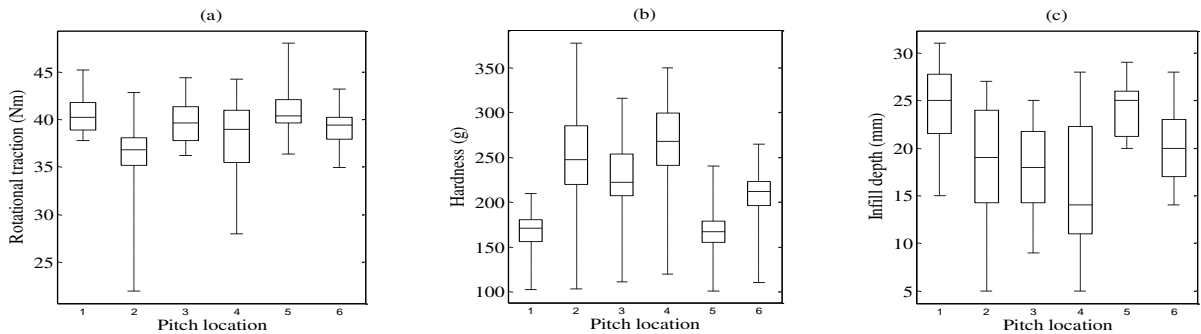 (a)
Rotational traction (Nm)
45
40
35
30
25
1 2 3 4 5 6
Pitch location
(b)
Hardness (g)
350
300
250
200
150
100
1 2 3 4 5 6
Pitch location
(c)
Infill depth (mm)
30
25
20
15
10
5
1 2 3 4 5 6
Pitch location